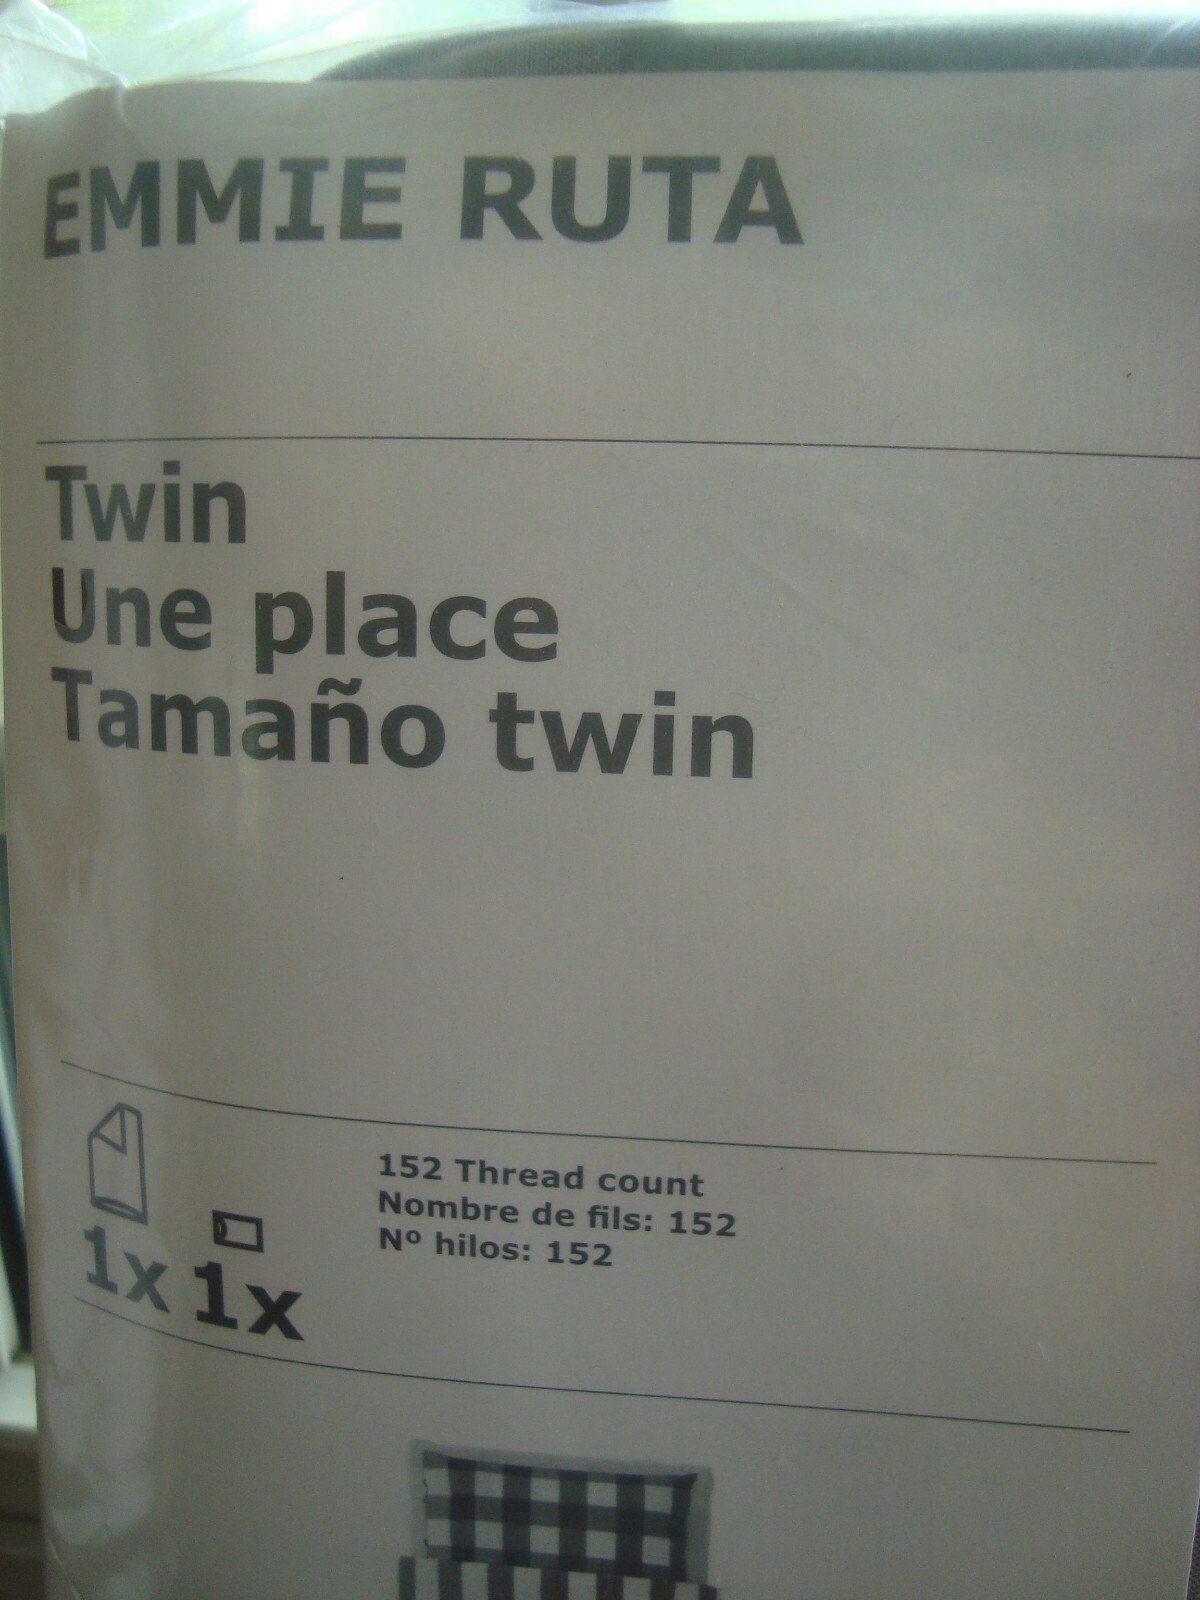 EMMIE RUTA
Twin
Une place
Tamaño twin
152 Thread count
Nombre de fils: 152
Nº hilos: 152
1x 1x